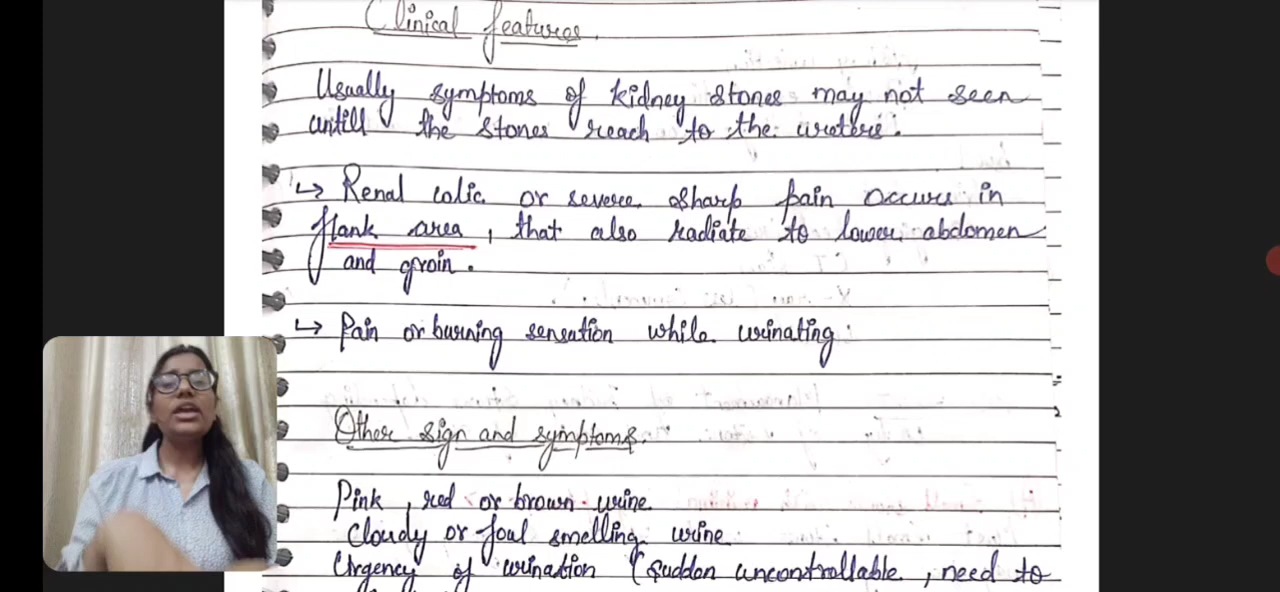 Clinical features.
Usually symptoms of kidney stones may not seen
untill the stones reach to the ureters.
↳ Renal colic or severe sharp pain occurs in
flank area, that also radiate to lower abdomen
and groin.
↳ Pain or burning sensation while urinating.
Other sign and symptoms.
Pink, red or brown urine
Cloudy or foul smelling urine
Urgency of urination (sudden uncontrollable, need to